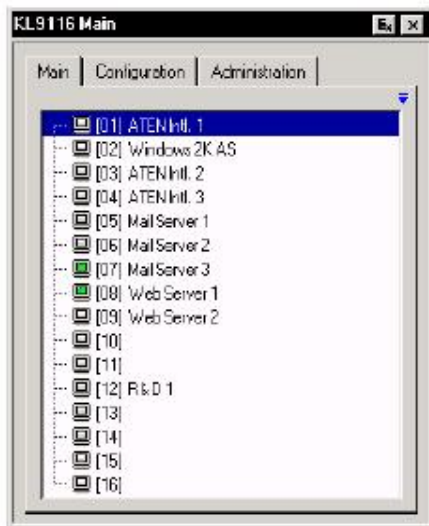 KL9116 Main
Main Configuration Administration
[01] ATEN Intl. 1
[02] Windows 2K AS
[03] ATEN Intl. 2
[04] ATEN Intl. 3
[05] Mail Server 1
[06] Mail Server 2
[07] Mail Server 3
[08] Web Server 1
[09] Web Server 2
[10]
[11]
[12] R&D 1
[13]
[14]
[15]
[16]